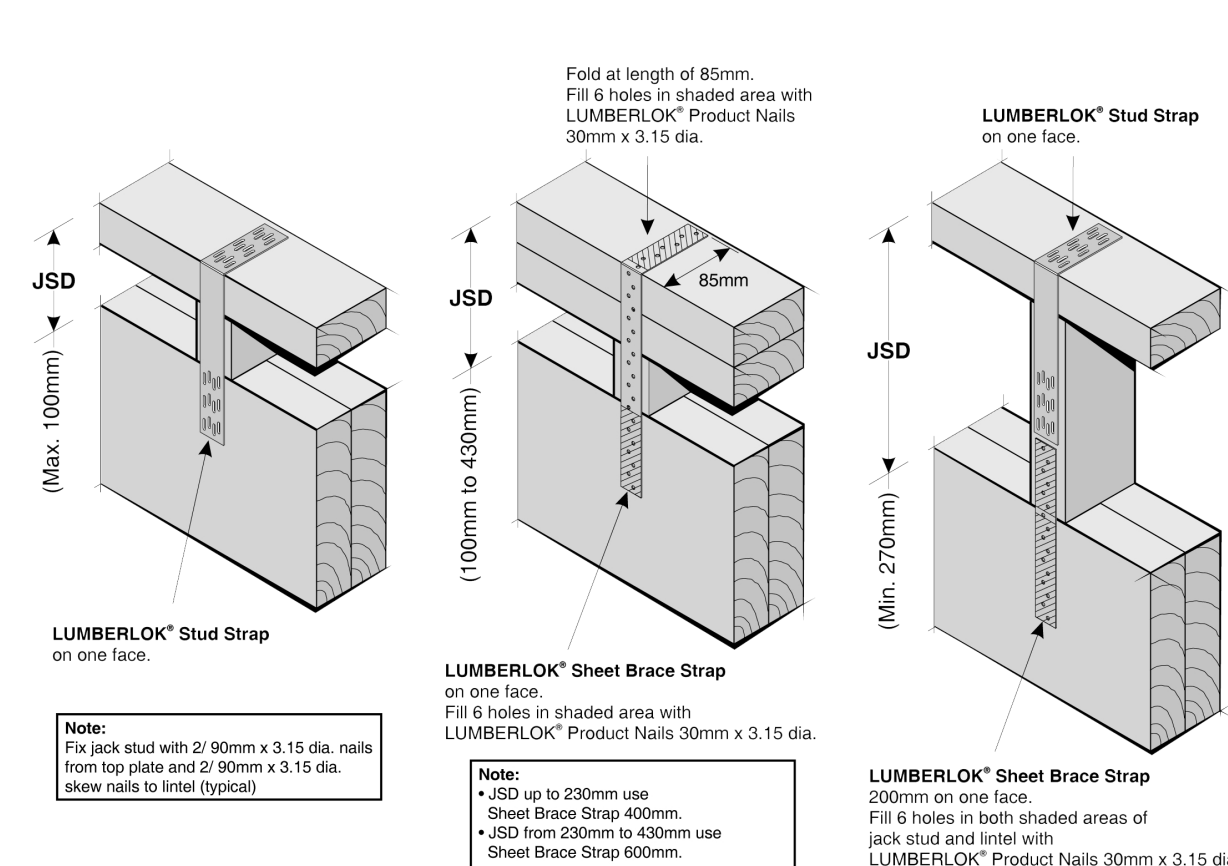 Fold at length of 85mm.
Fill 6 holes in shaded area with
LUMBERLOK® Product Nails
30mm x 3.15 dia.
LUMBERLOK® Stud Strap
on one face.
JSD
(Max. 100mm)
LUMBERLOK® Stud Strap
on one face.
Note:
Fix jack stud with 2/ 90mm x 3.15 dia. nails
from top plate and 2/ 90mm x 3.15 dia.
skew nails to lintel (typical)
JSD
85mm
(100mm to 430mm)
LUMBERLOK® Sheet Brace Strap
on one face.
Fill 6 holes in shaded area with
LUMBERLOK® Product Nails 30mm x 3.15 dia.
Note:
• JSD up to 230mm use
Sheet Brace Strap 400mm.
• JSD from 230mm to 430mm use
Sheet Brace Strap 600mm.
JSD
(Min. 270mm)
LUMBERLOK® Sheet Brace Strap
200mm on one face.
Fill 6 holes in both shaded areas of
jack stud and lintel with
LUMBERLOK® Product Nails 30mm x 3.15 di